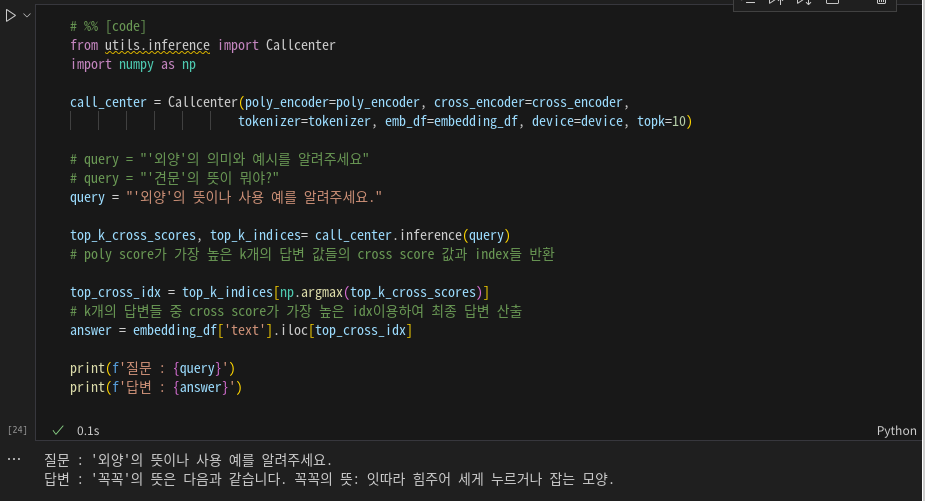 # %% [code]
from utils.inference import Callcenter
import numpy as np
call_center = Callcenter(poly_encoder=poly_encoder, cross_encoder=cross_encoder,
tokenizer=tokenizer, emb_df=embedding_df, device=device, topk=10)
# query = "'외양'의 의미와 예시를 알려주세요"
# query = "'견문'의 뜻이 뭐야?"
query = "'외양'의 뜻이나 사용 예를 알려주세요."
top_k_cross_scores, top_k_indices= call_center.inference(query)
# poly score가 가장 높은 k개의 답변 값들의 cross score 값과 index들 반환
top_cross_idx = top_k_indices[np.argmax(top_k_cross_scores)]
# k개의 답변들 중 cross score가 가장 높은 idx이용하여 최종 답변 산출
answer = embedding_df['text'].iloc[top_cross_idx]
print(f'질문 : {query}')
print(f'답변 : {answer}')
[24] 0.1s Python
질문 : '외양'의 뜻이나 사용 예를 알려주세요.
답변 : '꼭꼭'의 뜻은 다음과 같습니다. 꼭꼭의 뜻: 잇따라 힘주어 세게 누르거나 잡는 모양.